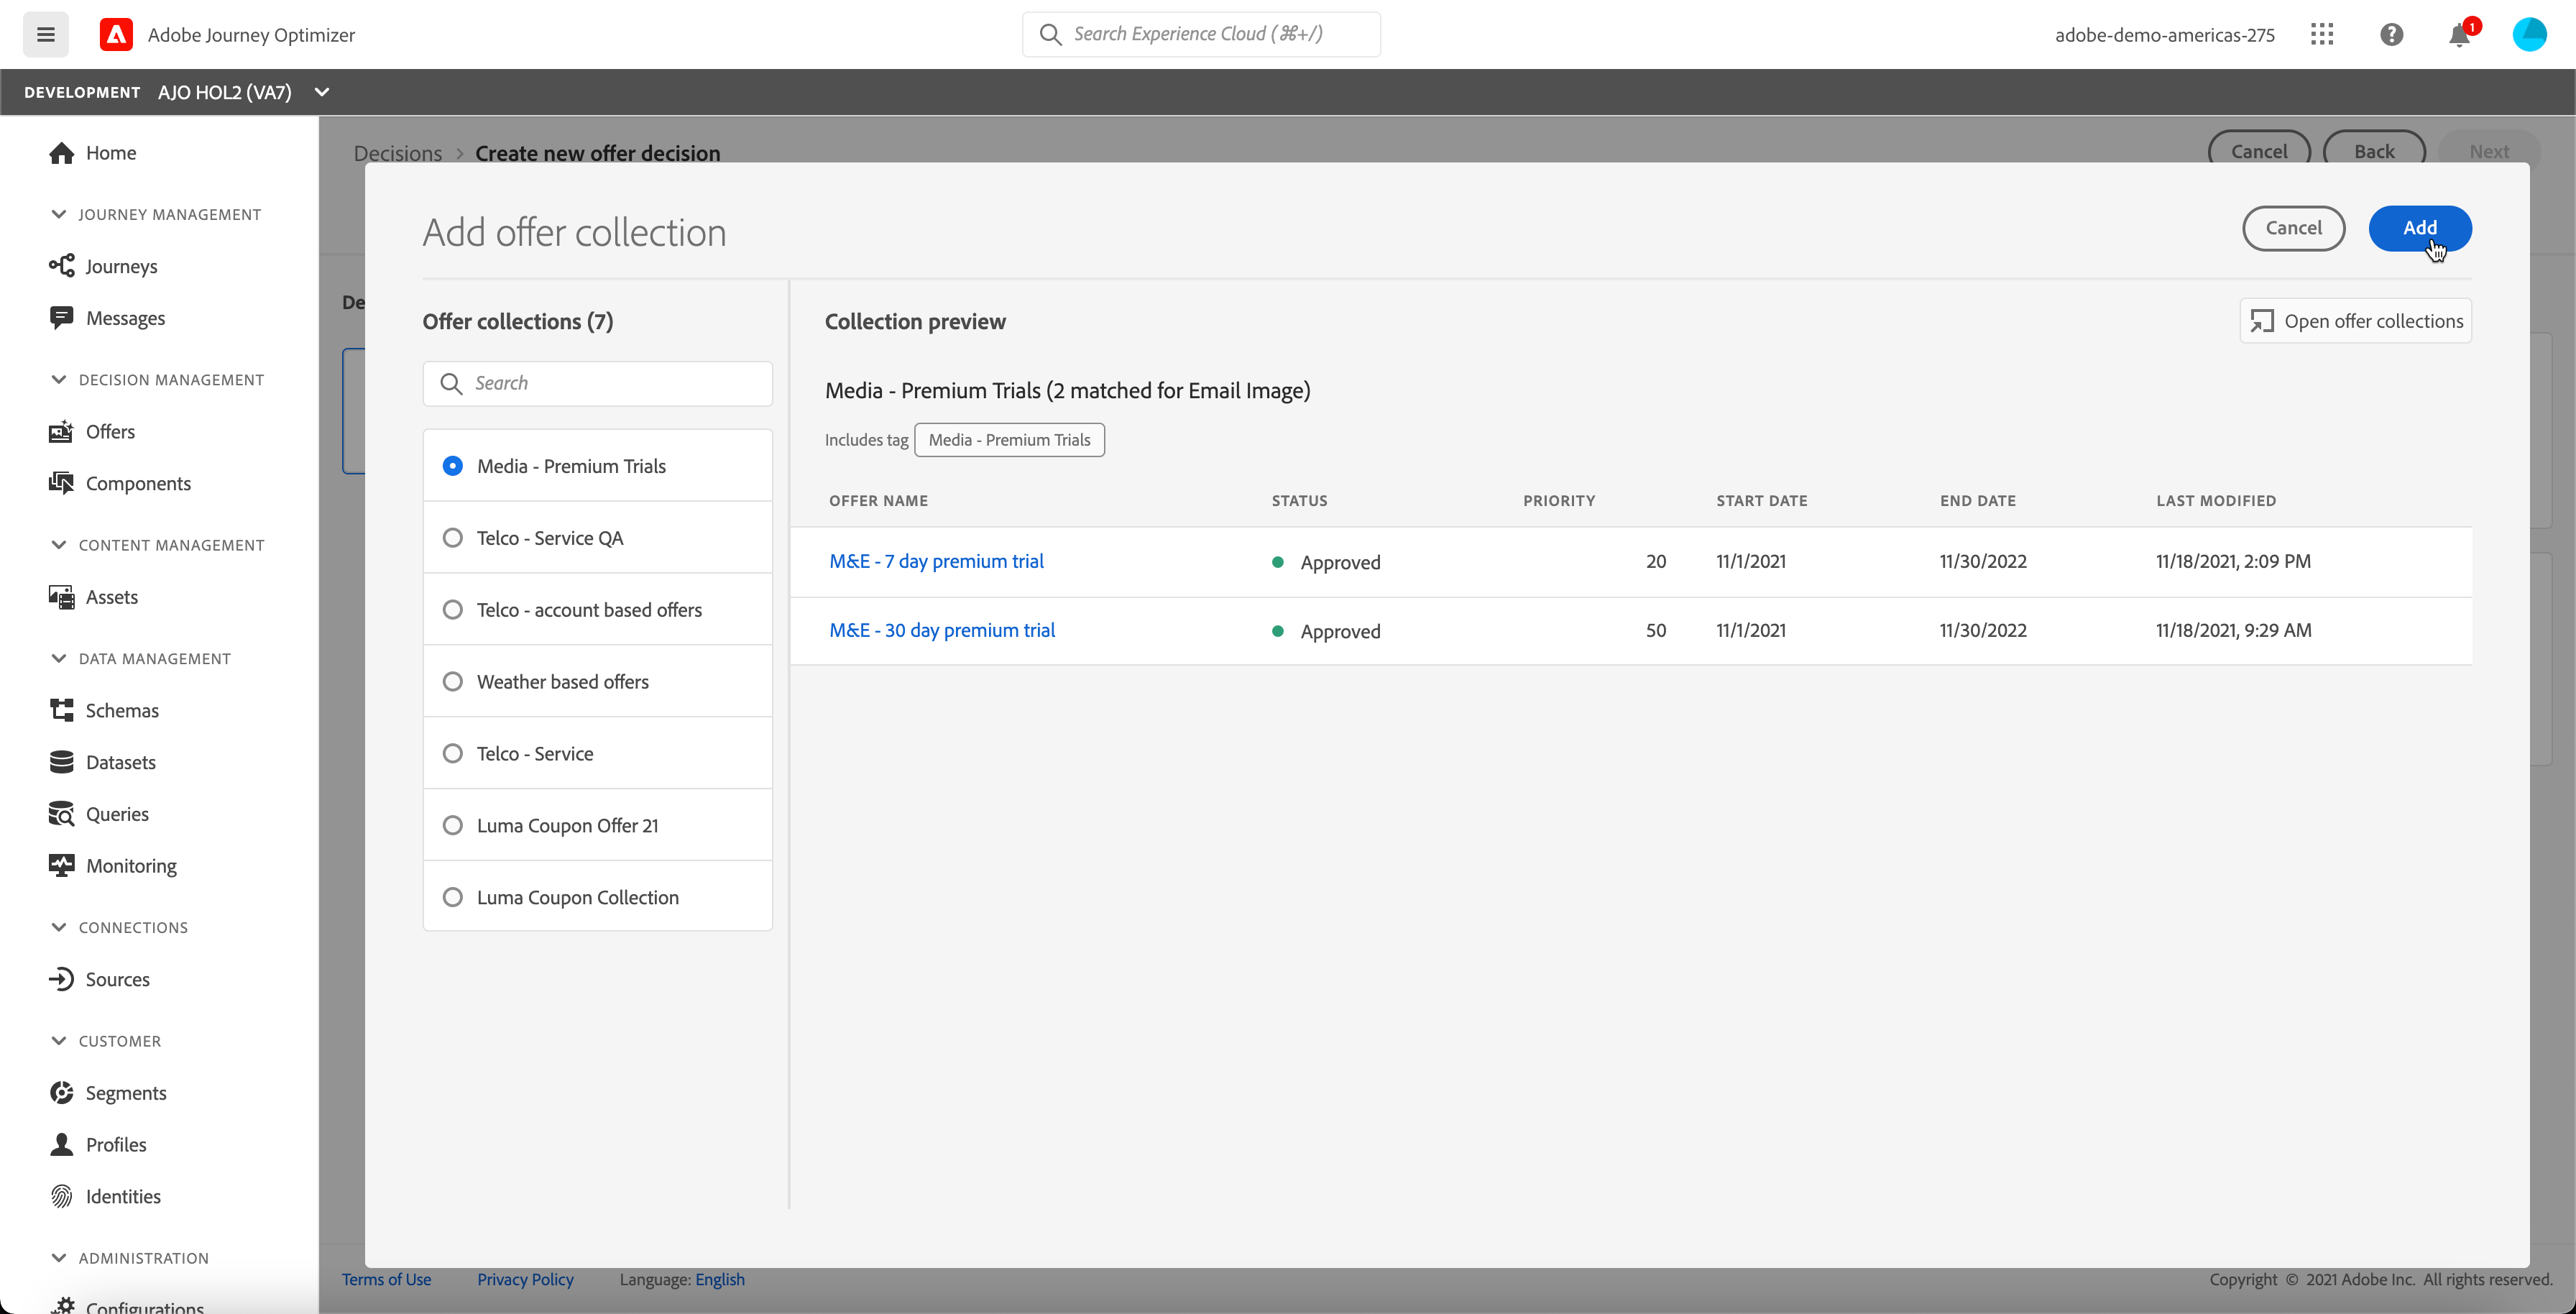 Adobe Journey Optimizer
Search Experience Cloud (⌘+/)
adobe-demo-americas-275
1
DEVELOPMENT AJO HOL2 (VA7)
Home
JOURNEY MANAGEMENT
Journeys
Messages
DECISION MANAGEMENT
Offers
Components
CONTENT MANAGEMENT
Assets
DATA MANAGEMENT
Schemas
Datasets
Queries
Monitoring
CONNECTIONS
Sources
CUSTOMER
Segments
Profiles
Identities
ADMINISTRATION
Configurations
Decisions > Create new offer decision
Cancel
Back
Next
De
Add offer collection
Cancel
Add
Offer collections (7)
Search
Media - Premium Trials
Telco - Service QA
Telco - account based offers
Weather based offers
Telco - Service
Luma Coupon Offer 21
Luma Coupon Collection
Collection preview
Open offer collections
Media - Premium Trials (2 matched for Email Image)
Includes tag Media - Premium Trials
OFFER NAME STATUS PRIORITY START DATE END DATE LAST MODIFIED
M&E - 7 day premium trial Approved 20 11/1/2021 11/30/2022 11/18/2021, 2:09 PM
M&E - 30 day premium trial Approved 50 11/1/2021 11/30/2022 11/18/2021, 9:29 AM
Terms of Use Privacy Policy Language: English
Copyright © 2021 Adobe Inc. All rights reserved.